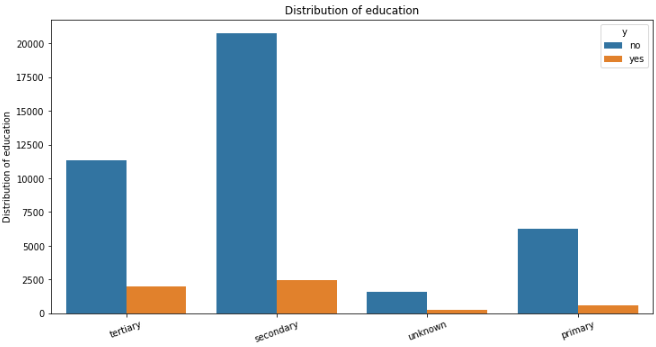 Distribution of education
y
no
yes
20000
17500
15000
12500
10000
7500
5000
2500
0
Distribution of education
tertiary
secondary
unknown
primary